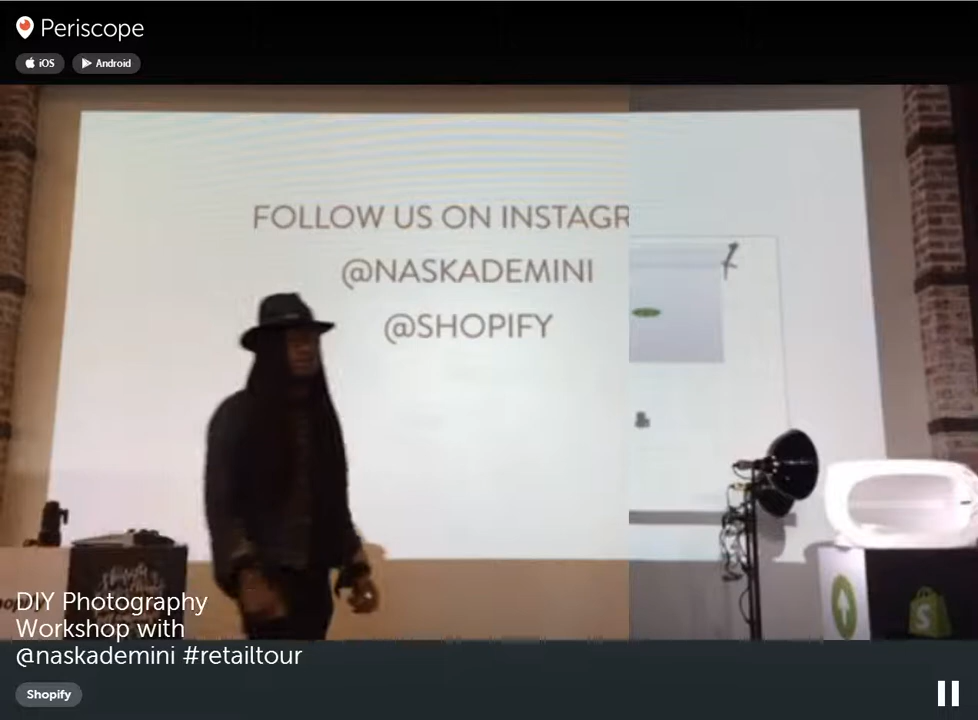 Periscope
iOS
Android
FOLLOW US ON INSTAGR
@NASKADEMINI
@SHOPIFY
DIY Photography
Workshop with
@naskademini #retailtour
Shopify
S